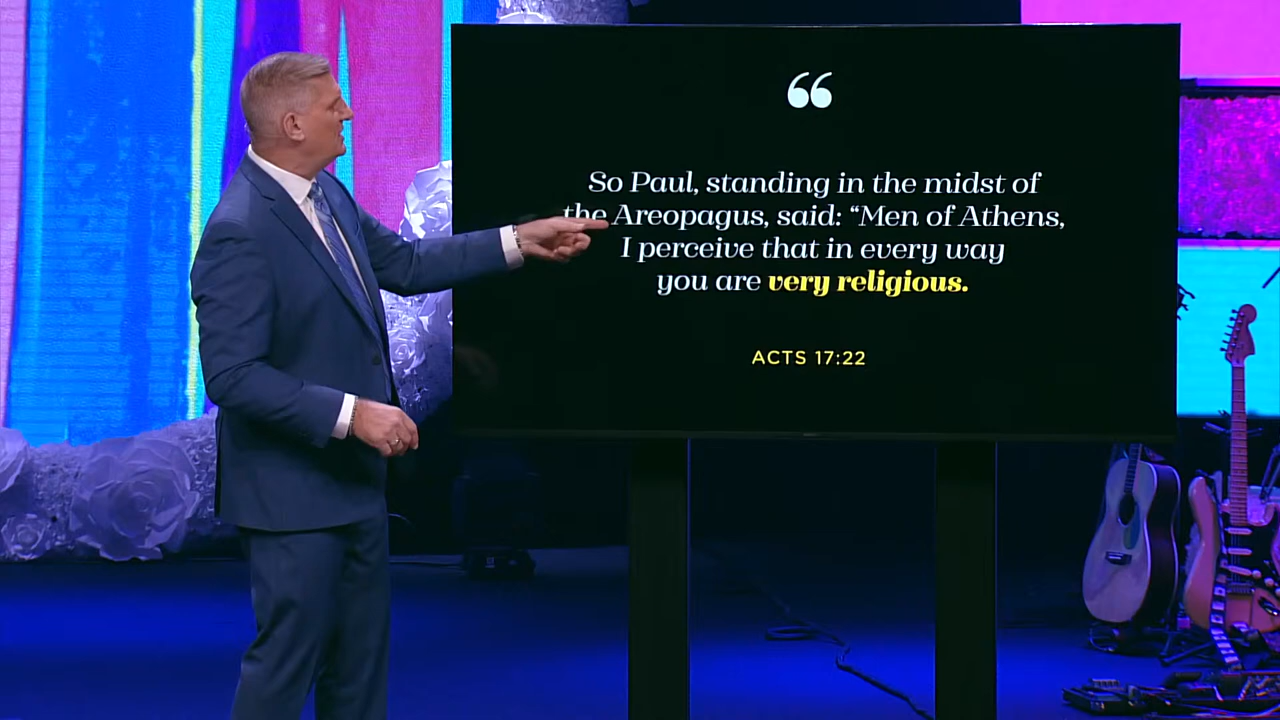 “
So Paul, standing in the midst of
the Areopagus, said: “Men of Athens,
I perceive that in every way
you are very religious.
ACTS 17:22